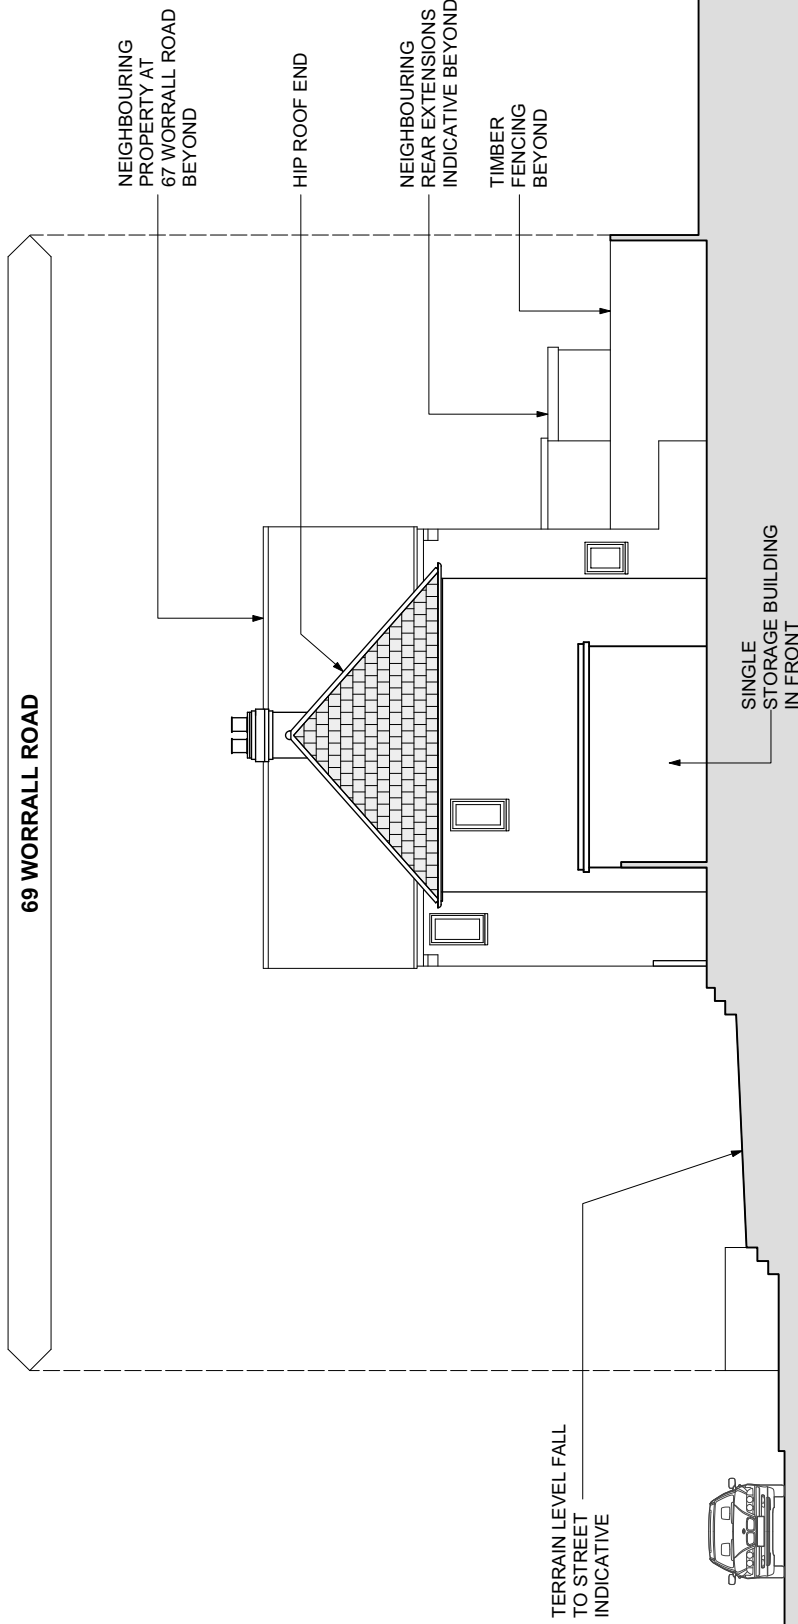 69 WORRALL ROAD
NEIGHBOURING
PROPERTY AT
67 WORRALL ROAD
BEYOND
HIP ROOF END
NEIGHBOURING
REAR EXTENSIONS
INDICATIVE BEYOND
TIMBER
FENCING
BEYOND
TERRAIN LEVEL FALL
TO STREET
INDICATIVE
SINGLE
STORAGE BUILDING
IN FRONT